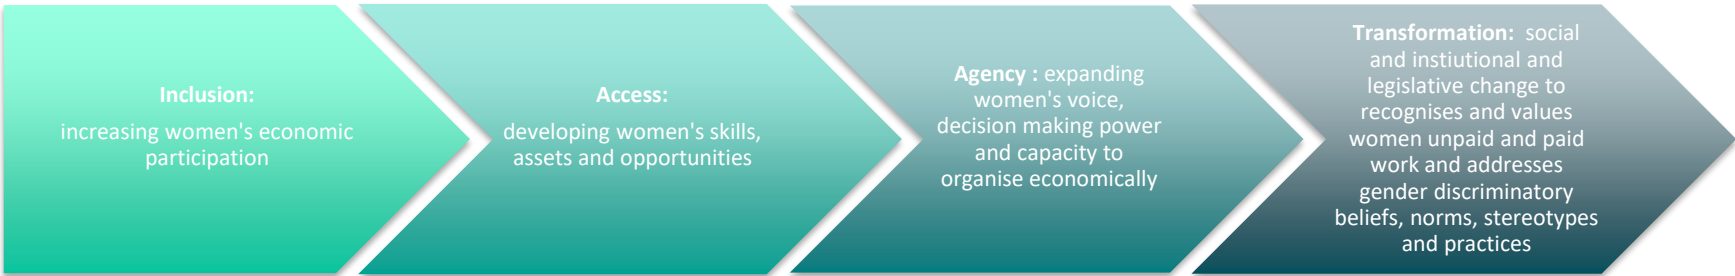 Inclusion:
increasing women's economic
participation
Access:
developing women's skills,
assets and opportunities
Agency : expanding
women's voice,
decision making power
and capacity to
organise economically
Transformation:  social
and instiutional and
legislative change to
recognises and values
women unpaid and paid
work and addresses
gender discriminatory
beliefs, norms, stereotypes
and practices